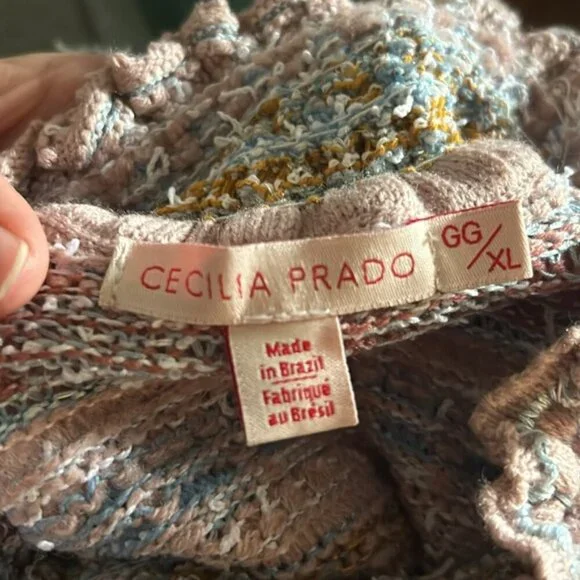 CECILIA PRADO
GG/XL
Made
in Brazil
Fabriqué
au Brésil